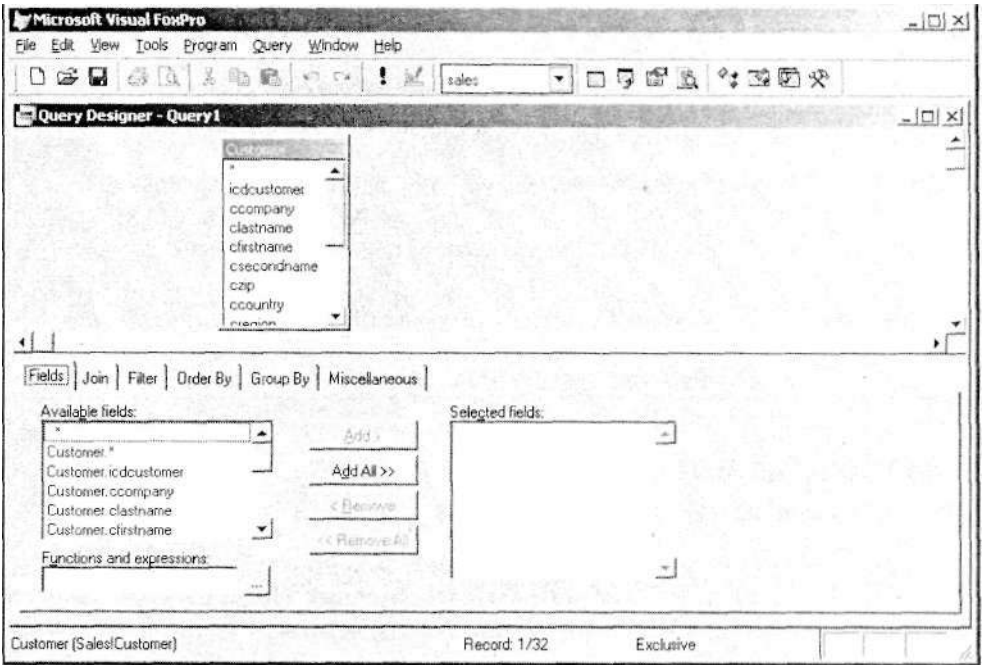 Microsoft Visual FoxPro
File Edit View Tools Program Query Window Help
sales
Query Designer - Query1
Customer
*
icdcustomer
ccompany
clastname
cfirstname
csecondname
czip
ccountry
cregion
Fields Join Filter Order By Group By Miscellaneous
Available fields:
Selected fields:
*
Customer.*
Customer.icdcustomer
Customer.ccompany
Customer.clastname
Customer.cfirstname
Add >
Add All >>
< Remove
<< Remove All
Functions and expressions:
...
Customer (Sales!Customer)
Record: 1/32
Exclusive